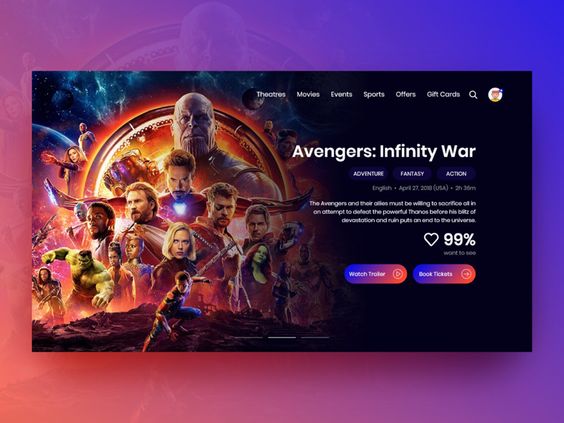 Theatres Movies Events Sports Offers Gift Cards
Avengers: Infinity War
ADVENTURE FANTASY ACTION
English • April 27, 2018 (USA) • 2h 36m
The Avengers and their allies must be willing to sacrifice all in
an attempt to defeat the powerful Thanos before his blitz of
devastation and ruin puts an end to the universe.
99%
want to see
Watch Trailer Book Tickets